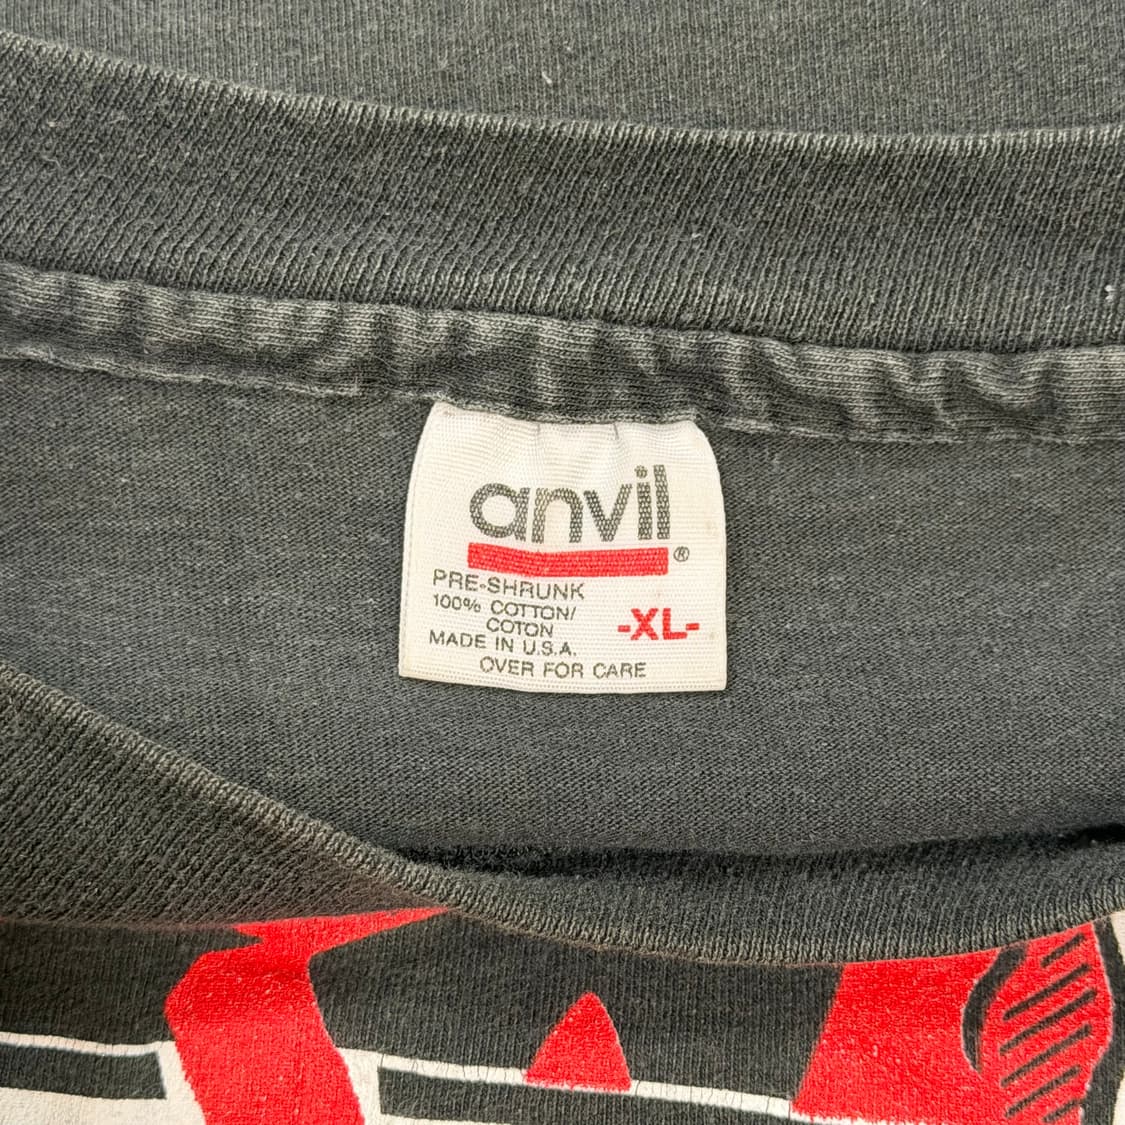 anvil®
PRE-SHRUNK
100% COTTON/
COTON
-XL-
MADE IN U.S.A.
OVER FOR CARE